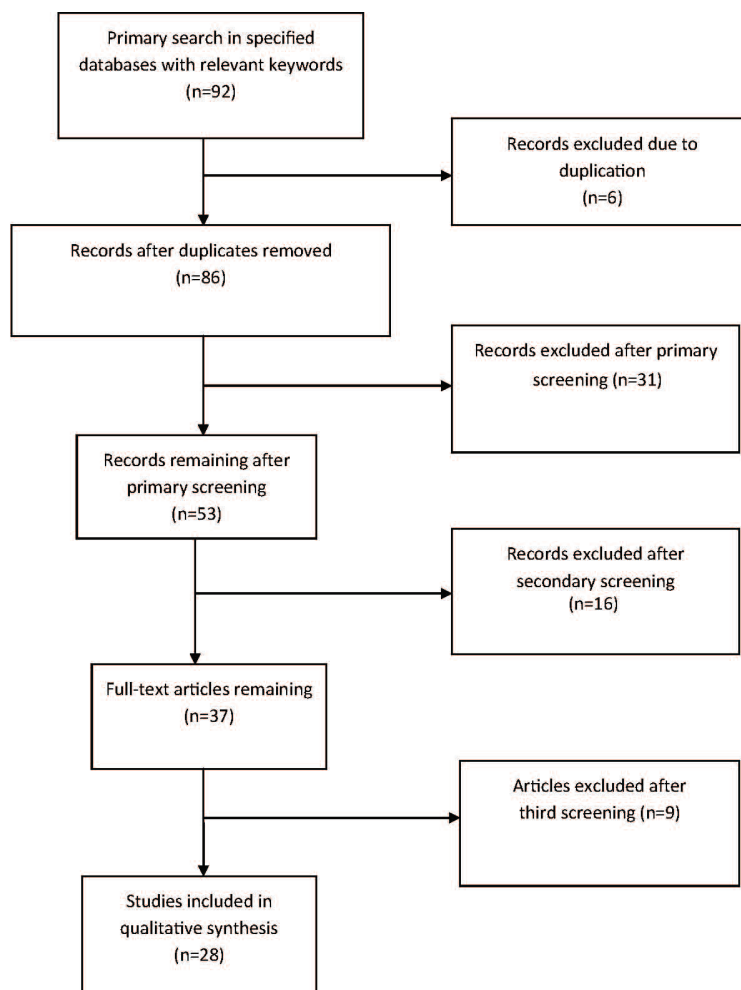 Primary search in specified
databases with relevant keywords
(n=92)
Records excluded due to
duplication
(n=6)
Records after duplicates removed
(n=86)
Records excluded after primary
screening (n=31)
Records remaining after
primary screening
(n=53)
Records excluded after
secondary screening
(n=16)
Full-text articles remaining
(n=37)
Articles excluded after
third screening (n=9)
Studies included in
qualitative synthesis
(n=28)